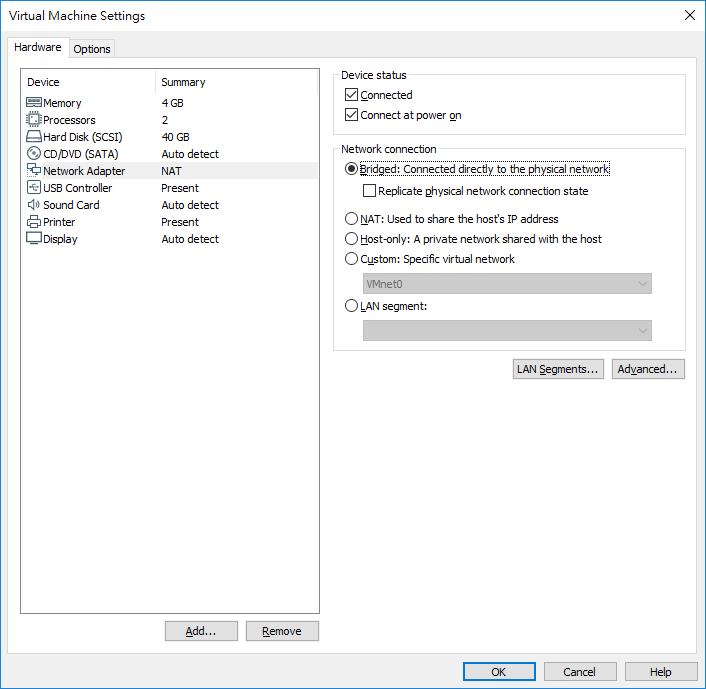 Virtual Machine Settings
Hardware
Options
Device Summary
Memory 4 GB
Processors 2
Hard Disk (SCSI) 40 GB
CD/DVD (SATA) Auto detect
Network Adapter NAT
USB Controller Present
Sound Card Auto detect
Printer Present
Display Auto detect
Add...
Remove
Device status
Connected
Connect at power on
Network connection
Bridged: Connected directly to the physical network
Replicate physical network connection state
NAT: Used to share the host's IP address
Host-only: A private network shared with the host
Custom: Specific virtual network
VMnet0
LAN segment:
LAN Segments...
Advanced...
OK
Cancel
Help